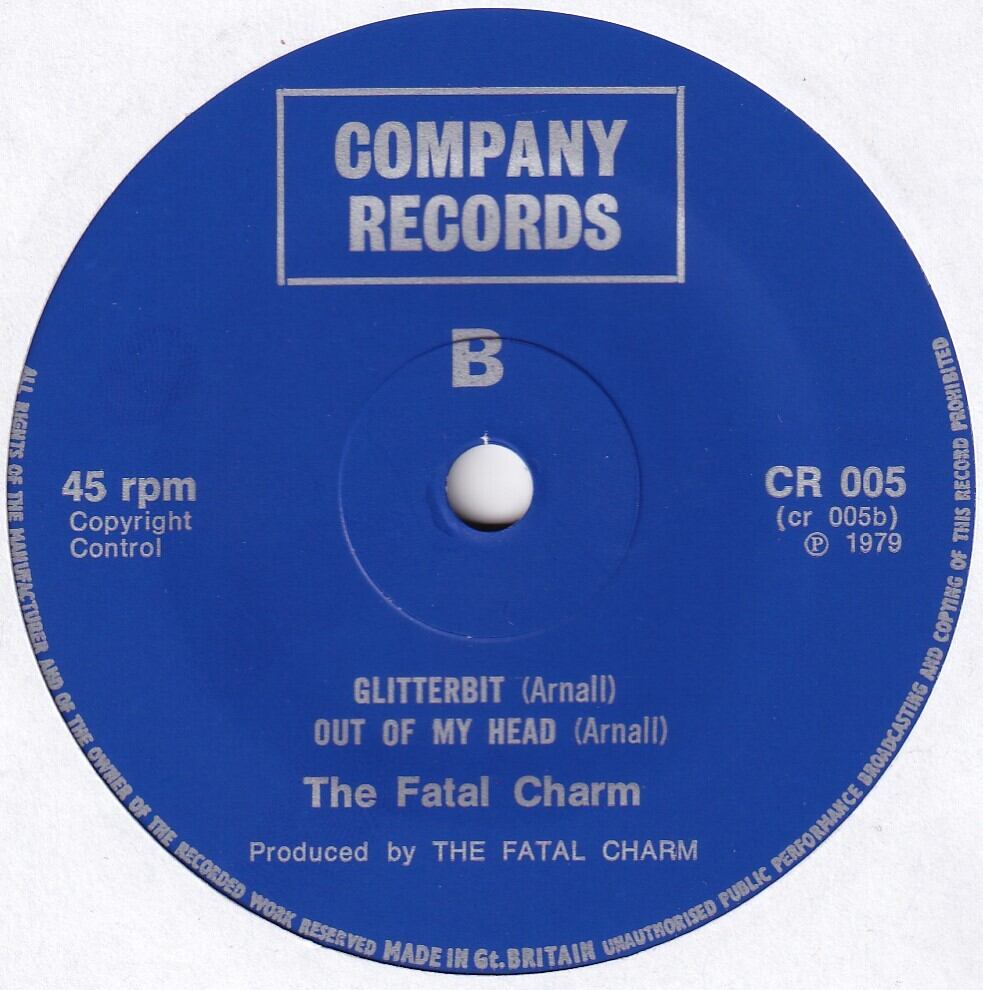 COMPANY
RECORDS
B
45 rpm
Copyright
Control
CR 005
(cr 005b)
℗ 1979
GLITTERBIT (Arnall)
OUT OF MY HEAD (Arnall)
The Fatal Charm
Produced by THE FATAL CHARM
ALL RIGHTS OF THE MANUFACTURER AND OF THE OWNER OF THE RECORDED WORK RESERVED MADE IN Gt. BRITAIN UNAUTHORISED PUBLIC PERFORMANCE BROADCASTING AND COPYING OF THIS RECORD PROHIBITED